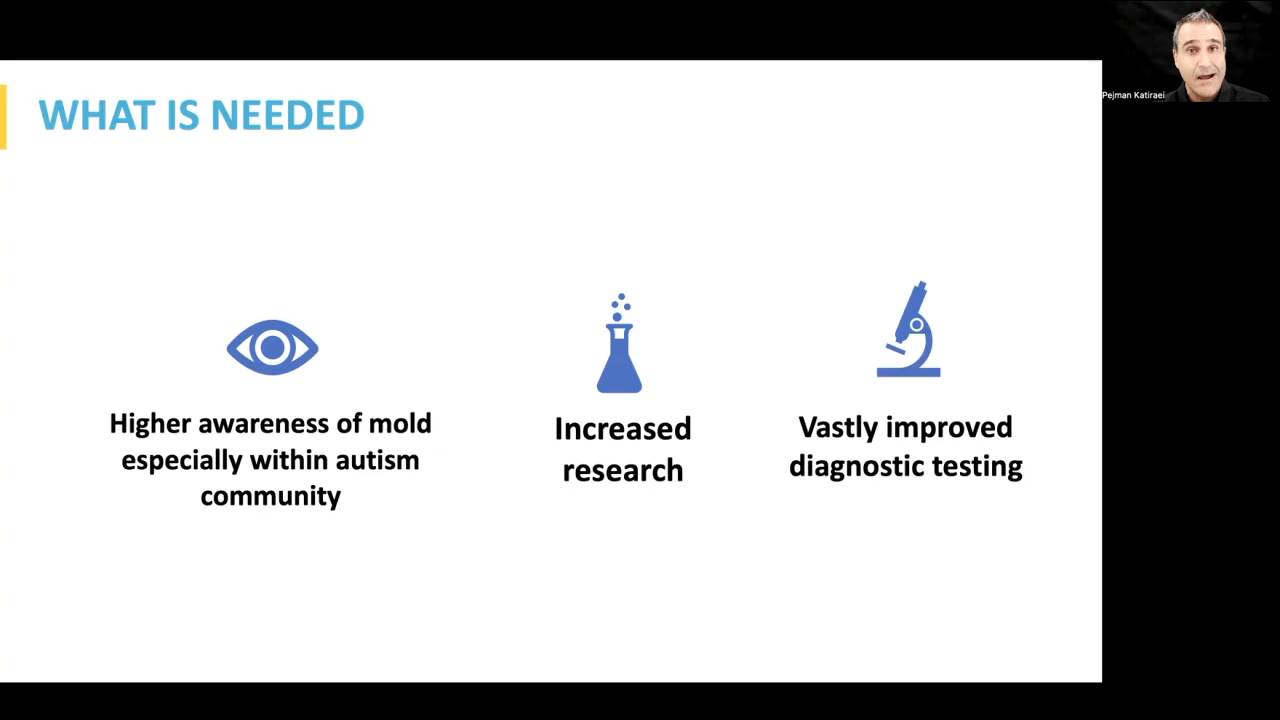 WHAT IS NEEDED
Pejman Katiraei
Higher awareness of mold
especially within autism
community
Increased
research
Vastly improved
diagnostic testing